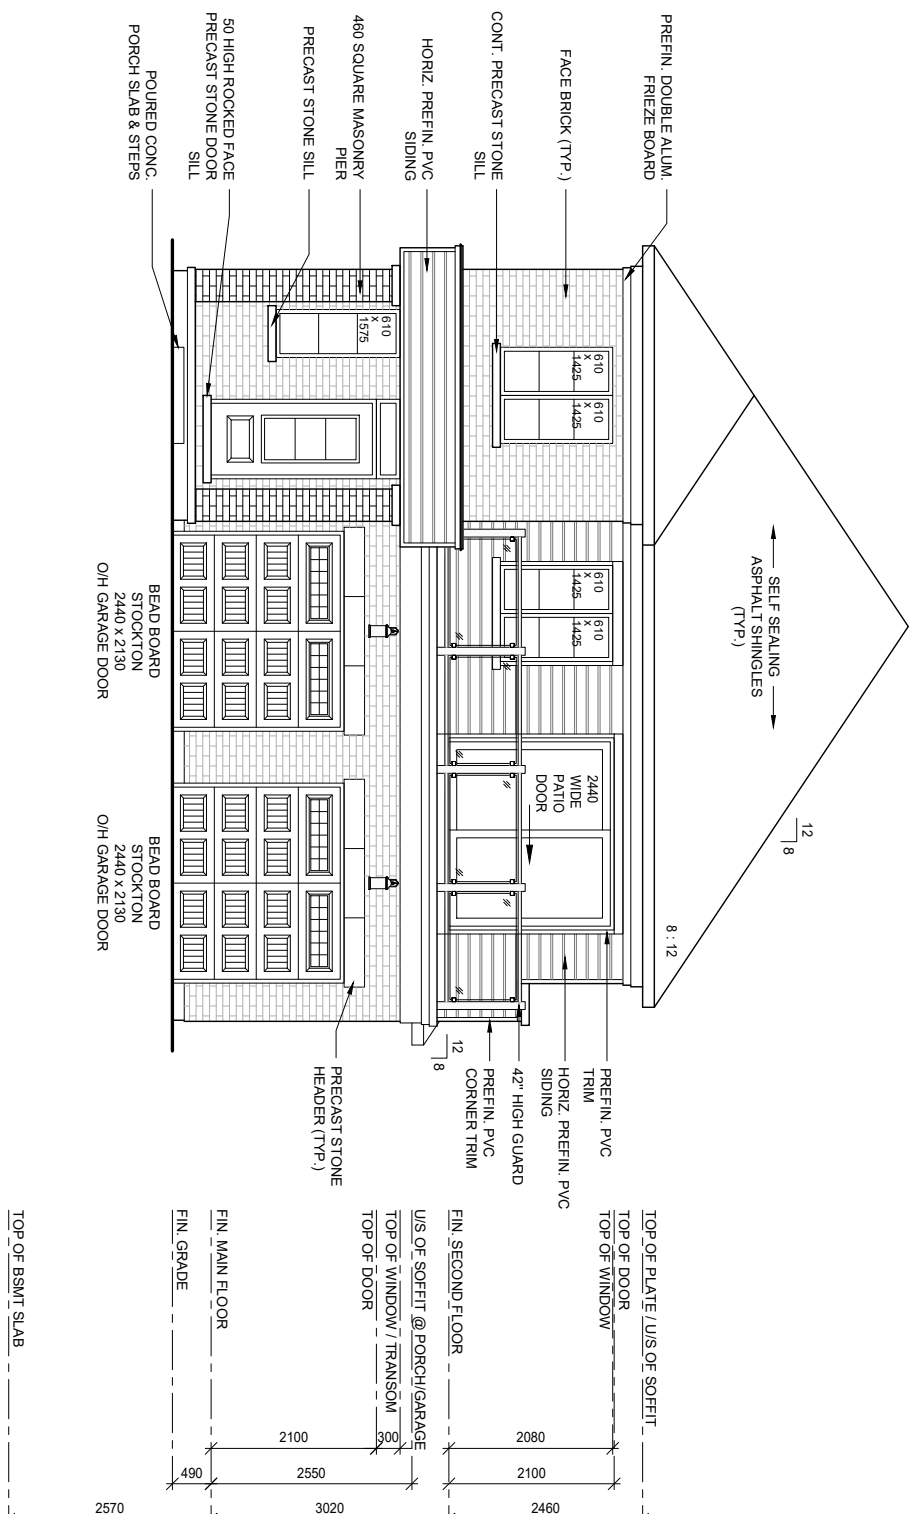 PREFIN. DOUBLE ALUM.
FRIEZE BOARD
FACE BRICK (TYP.)
CONT. PRECAST STONE
SILL
HORIZ. PREFIN. PVC
SIDING
460 SQUARE MASONRY
PIER
PRECAST STONE SILL
50 HIGH ROCKED FACE
PRECAST STONE DOOR
SILL
POURED CONC.
PORCH SLAB & STEPS
SELF SEALING
ASPHALT SHINGLES
(TYP.)
12
8
8 : 12
610
X
1425
610
X
1425
610
X
1425
610
X
1425
2440
WIDE
PATIO
DOOR
610
X
1575
12
8
BEAD BOARD
STOCKTON
2440 x 2130
O/H GARAGE DOOR
BEAD BOARD
STOCKTON
2440 x 2130
O/H GARAGE DOOR
PREFIN. PVC
TRIM
HORIZ. PREFIN. PVC
SIDING
42" HIGH GUARD
PREFIN. PVC
CORNER TRIM
PRECAST STONE
HEADER (TYP.)
TOP OF PLATE / U/S OF SOFFIT
TOP OF DOOR
TOP OF WINDOW
FIN. SECOND FLOOR
U/S OF SOFFIT @ PORCH/GARAGE
TOP OF WINDOW / TRANSOM
TOP OF DOOR
FIN. MAIN FLOOR
FIN. GRADE
TOP OF BSMT SLAB
2080
2100
2460
300
2100
2550
3020
490
2570